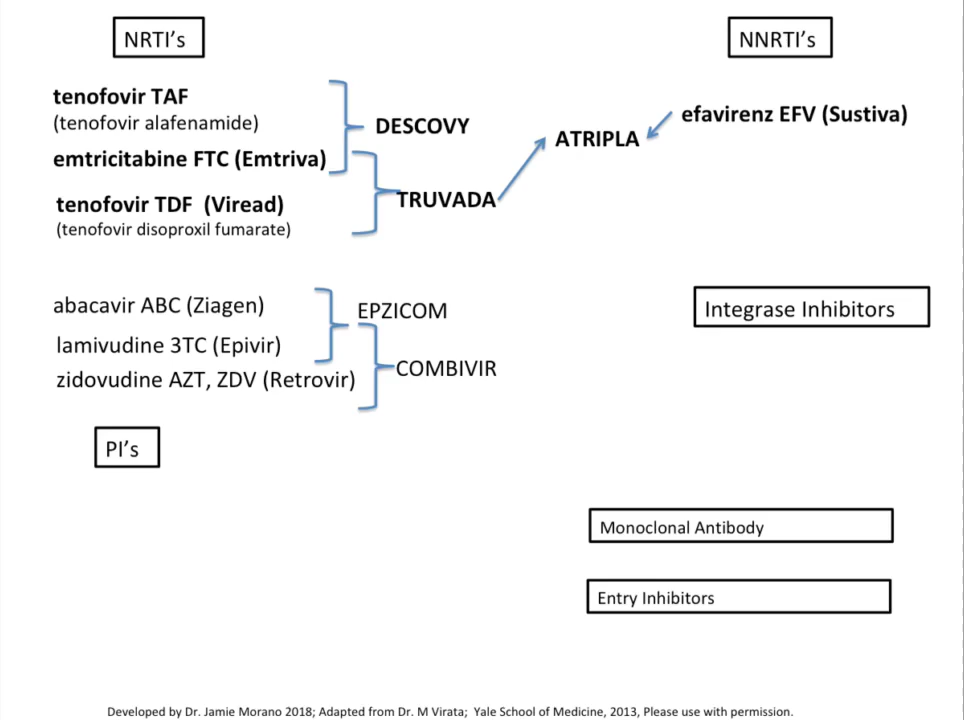 NRTI's
NNRTI's
tenofovir TAF
(tenofovir alafenamide)
DESCOVY
efavirenz EFV (Sustiva)
ATRIPLA
emtricitabine FTC (Emtriva)
tenofovir TDF (Viread)
TRUVADA
(tenofovir disoproxil fumarate)
abacavir ABC (Ziagen)
EPZICOM
Integrase Inhibitors
lamivudine 3TC (Epivir)
COMBIVIR
zidovudine AZT, ZDV (Retrovir)
PI's
Monoclonal Antibody
Entry Inhibitors
Developed by Dr. Jamie Morano 2018; Adapted from Dr. M Virata; Yale School of Medicine, 2013, Please use with permission.